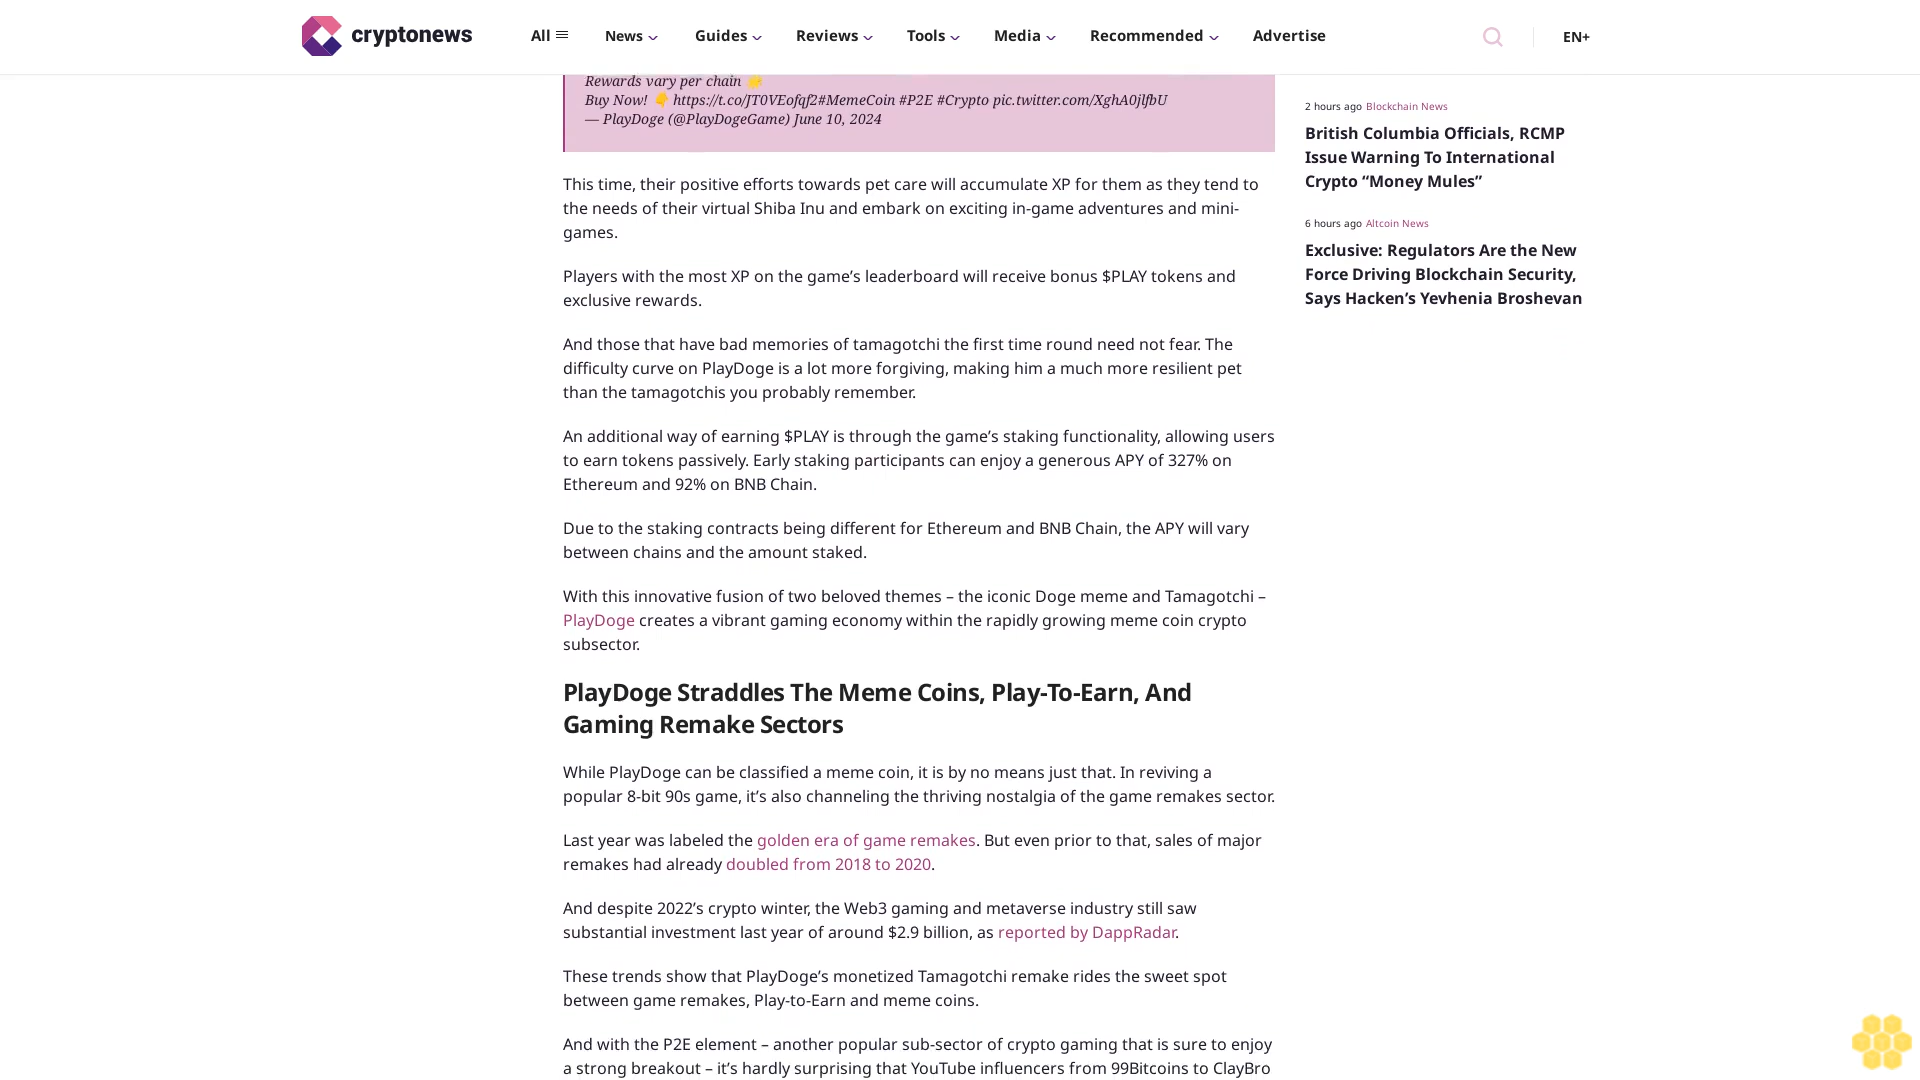 cryptonews
All
News
Guides
Reviews
Tools
Media
Recommended
Advertise
EN+
Rewards vary per chain
Buy Now! 👇 https://t.co/JT0VEofqf2#MemeCoin #P2E #Crypto pic.twitter.com/XghA0jlfbU
— PlayDoge (@PlayDogeGame) June 10, 2024
This time, their positive efforts towards pet care will accumulate XP for them as they tend to
the needs of their virtual Shiba Inu and embark on exciting in-game adventures and mini-
games.
Players with the most XP on the game’s leaderboard will receive bonus $PLAY tokens and
exclusive rewards.
And those that have bad memories of tamagotchi the first time round need not fear. The
difficulty curve on PlayDoge is a lot more forgiving, making him a much more resilient pet
than the tamagotchis you probably remember.
An additional way of earning $PLAY is through the game’s staking functionality, allowing users
to earn tokens passively. Early staking participants can enjoy a generous APY of 327% on
Ethereum and 92% on BNB Chain.
Due to the staking contracts being different for Ethereum and BNB Chain, the APY will vary
between chains and the amount staked.
With this innovative fusion of two beloved themes – the iconic Doge meme and Tamagotchi –
PlayDoge creates a vibrant gaming economy within the rapidly growing meme coin crypto
subsector.
PlayDoge Straddles The Meme Coins, Play-To-Earn, And
Gaming Remake Sectors
While PlayDoge can be classified a meme coin, it is by no means just that. In reviving a
popular 8-bit 90s game, it’s also channeling the thriving nostalgia of the game remakes sector.
Last year was labeled the golden era of game remakes. But even prior to that, sales of major
remakes had already doubled from 2018 to 2020.
And despite 2022’s crypto winter, the Web3 gaming and metaverse industry still saw
substantial investment last year of around $2.9 billion, as reported by DappRadar.
These trends show that PlayDoge’s monetized Tamagotchi remake rides the sweet spot
between game remakes, Play-to-Earn and meme coins.
And with the P2E element – another popular sub-sector of crypto gaming that is sure to enjoy
a strong breakout – it’s hardly surprising that YouTube influencers from 99Bitcoins to ClayBro
2 hours ago Blockchain News
British Columbia Officials, RCMP
Issue Warning To International
Crypto “Money Mules”
6 hours ago Altcoin News
Exclusive: Regulators Are the New
Force Driving Blockchain Security,
Says Hacken’s Yevhenia Broshevan